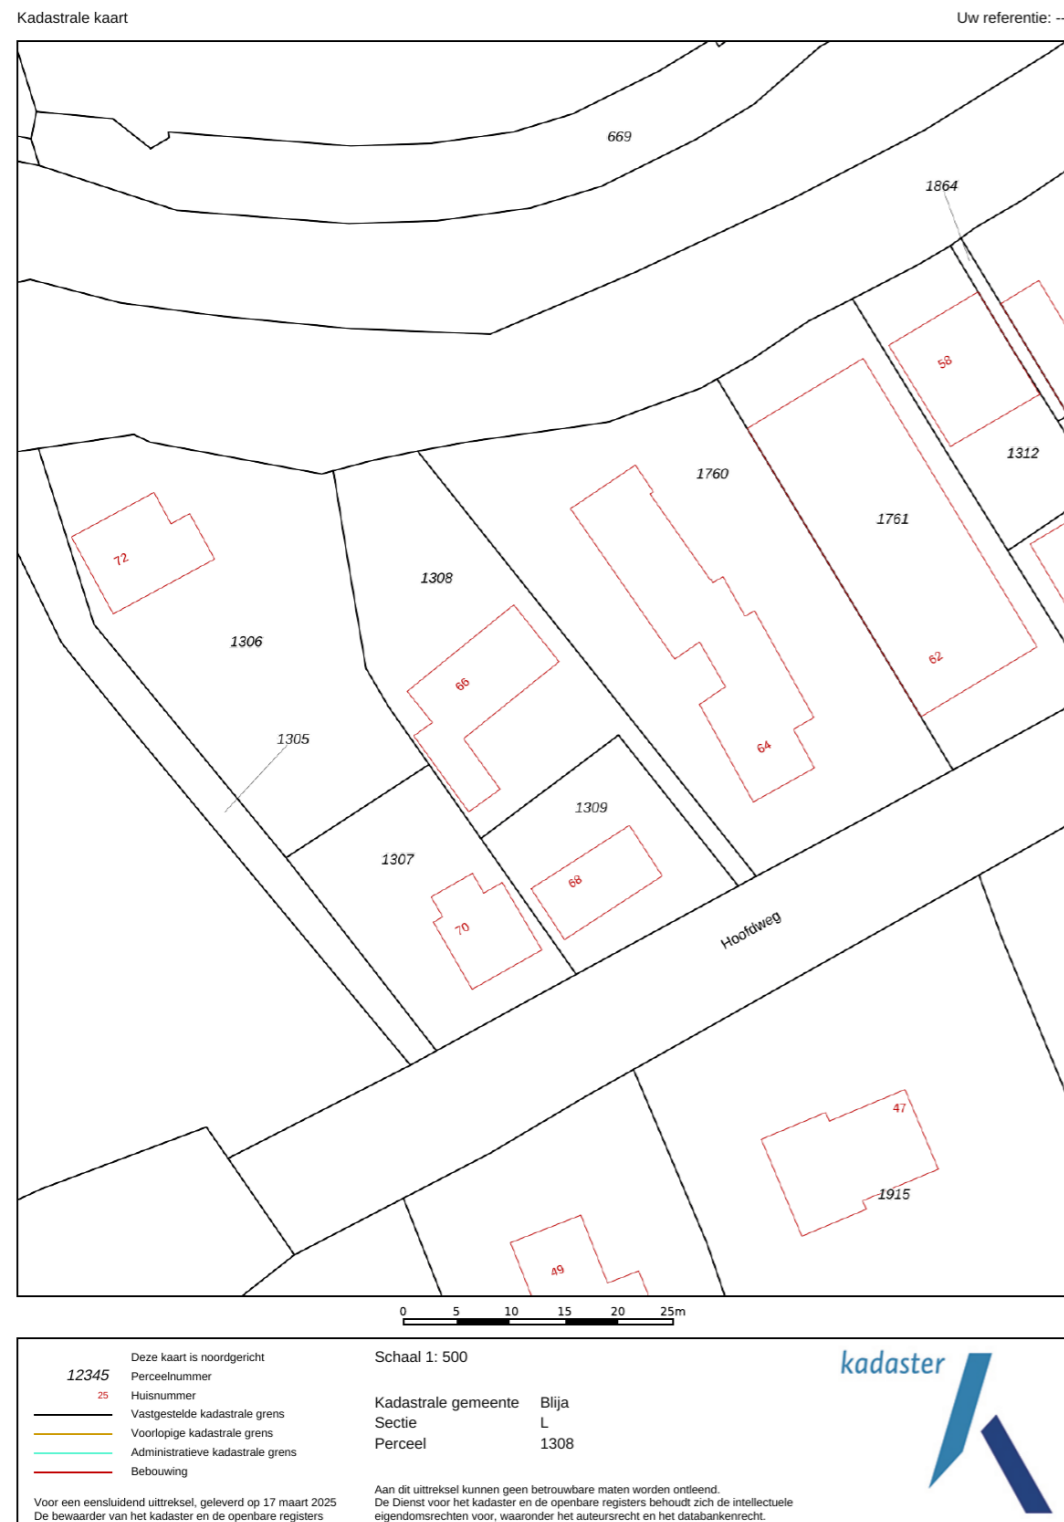 Kadastrale kaart
Uw referentie: --
669
1864
58
1312
1760
1761
72
1308
1306
62
66
1305
64
1309
1307
68
70
Hoofdweg
47
1915
49
0 5 10 15 20 25m
Deze kaart is noordgericht
12345 Perceelnummer
25 Huisnummer
Vastgestelde kadastrale grens
Voorlopige kadastrale grens
Administratieve kadastrale grens
Bebouwing
Voor een eensluidend uittreksel, geleverd op 17 maart 2025
De bewaarder van het kadaster en de openbare registers
Schaal 1: 500
Kadastrale gemeente Blija
Sectie L
Perceel 1308
Aan dit uittreksel kunnen geen betrouwbare maten worden ontleend.
De Dienst voor het kadaster en de openbare registers behoudt zich de intellectuele
eigendomsrechten voor, waaronder het auteursrecht en het databankenrecht.
kadaster